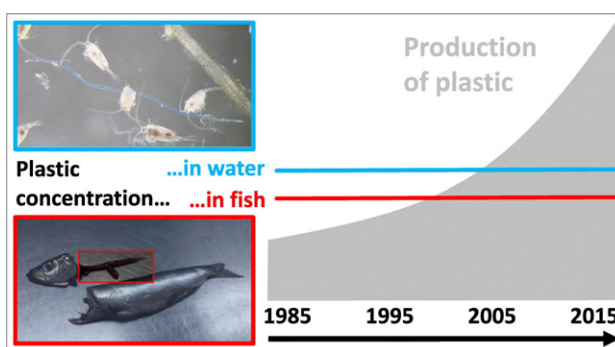 Production
of plastic
Plastic ...in water
concentration... ...in fish
1985 1995 2005 2015